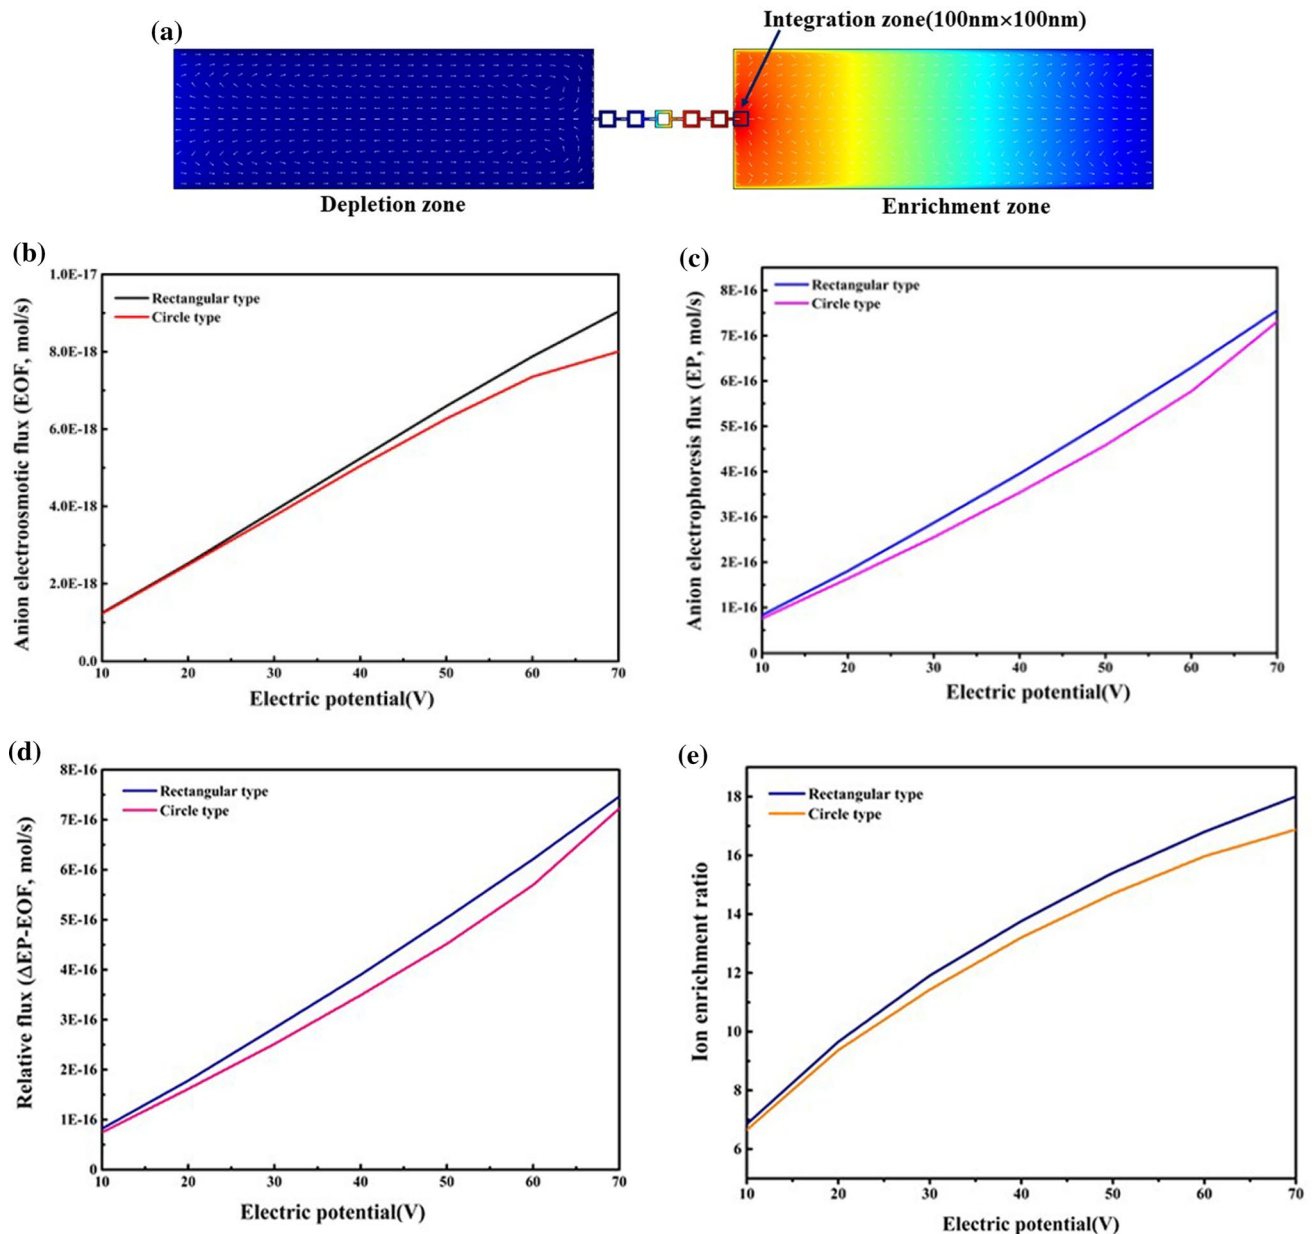 (a)
Integration zone(100nm×100nm)
Depletion zone
Enrichment zone
(b)
Anion electroosmotic flux (EOF, mol/s)
1.0E-17
8.0E-18
6.0E-18
4.0E-18
2.0E-18
0.0
Rectangular type
Circle type
10 20 30 40 50 60 70
Electric potential(V)
(c)
Anion electrophoresis flux (EP, mol/s)
8E-16
7E-16
6E-16
5E-16
4E-16
3E-16
2E-16
1E-16
0
Rectangular type
Circle type
10 20 30 40 50 60 70
Electric potential(V)
(d)
Relative flux (ΔEP-EOF, mol/s)
8E-16
7E-16
6E-16
5E-16
4E-16
3E-16
2E-16
1E-16
0
Rectangular type
Circle type
10 20 30 40 50 60 70
Electric potential(V)
(e)
Ion enrichment ratio
18
16
14
12
10
8
6
Rectangular type
Circle type
10 20 30 40 50 60 70
Electric potential(V)